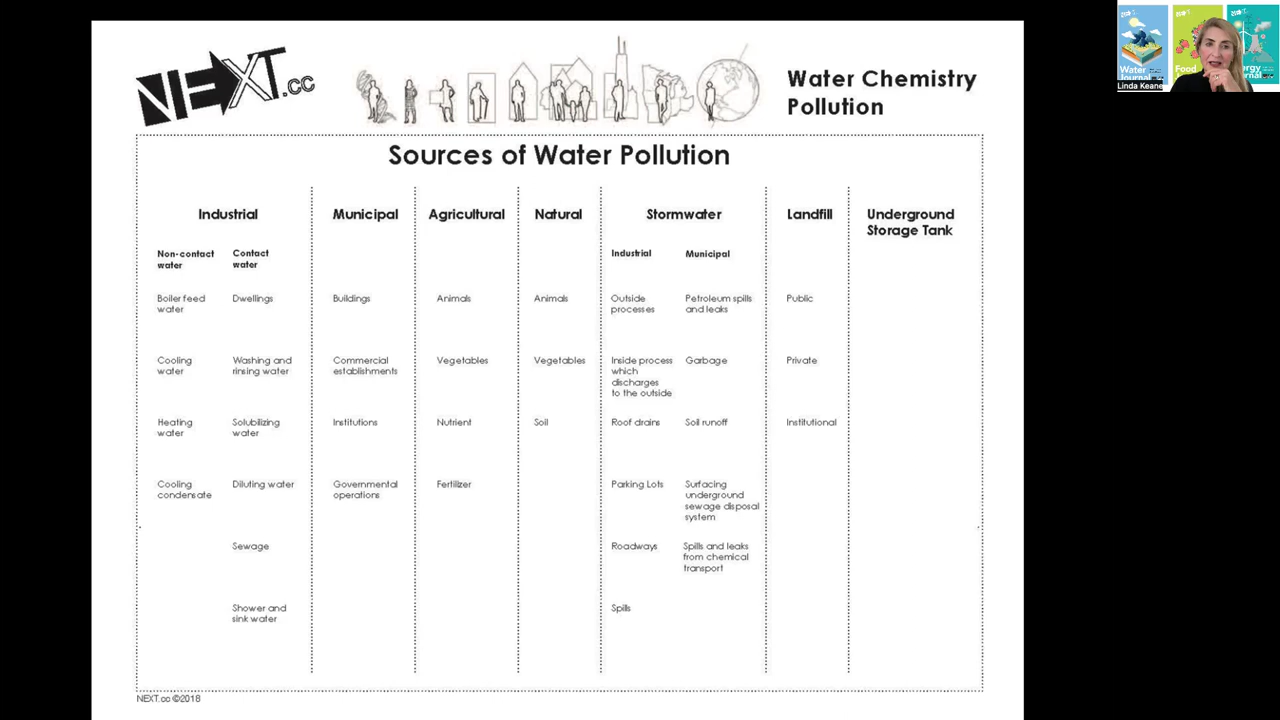 NEXT.cc
Water Chemistry
Pollution
Sources of Water Pollution
Industrial
Non-contact
water
Contact
water
Boiler feed
water
Dwellings
Cooling
water
Washing and
rinsing water
Heating
water
Solubilizing
water
Cooling
condensate
Diluting water
Sewage
Shower and
sink water
Municipal
Buildings
Commercial
establishments
Institutions
Governmental
operations
Agricultural
Animals
Vegetables
Nutrient
Fertilizer
Natural
Animals
Vegetables
Soil
Stormwater
Industrial
Municipal
Outside
processes
Petroleum spills
and leaks
Inside process
which
discharges
to the outside
Garbage
Roof drains
Soil runoff
Parking Lots
Surfacing
underground
sewage disposal
system
Roadways
Spills and leaks
from chemical
transport
Spills
Landfill
Public
Private
Institutional
Underground
Storage Tank
NEXT.cc ©2018
Water
Journal
Food
Journal
Linda Keane